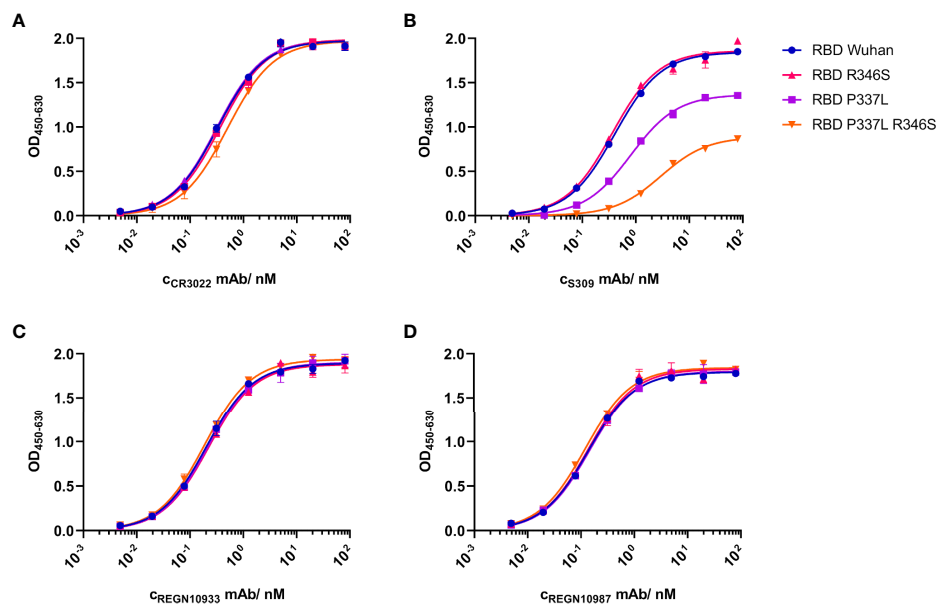 A
B
2.0
1.5
1.0
0.5
0.0
OD450-630
10-3
10-2
10-1
100
101
102
cCR3022 mAb/ nM
2.0
1.5
1.0
0.5
0.0
OD450-630
10-3
10-2
10-1
100
101
102
cS309 mAb/ nM
RBD Wuhan
RBD R346S
RBD P337L
RBD P337L R346S
C
D
2.0
1.5
1.0
0.5
0.0
OD450-630
10-3
10-2
10-1
100
101
102
cREGN10933 mAb/ nM
2.0
1.5
1.0
0.5
0.0
OD450-630
10-3
10-2
10-1
100
101
102
cREGN10987 mAb/ nM